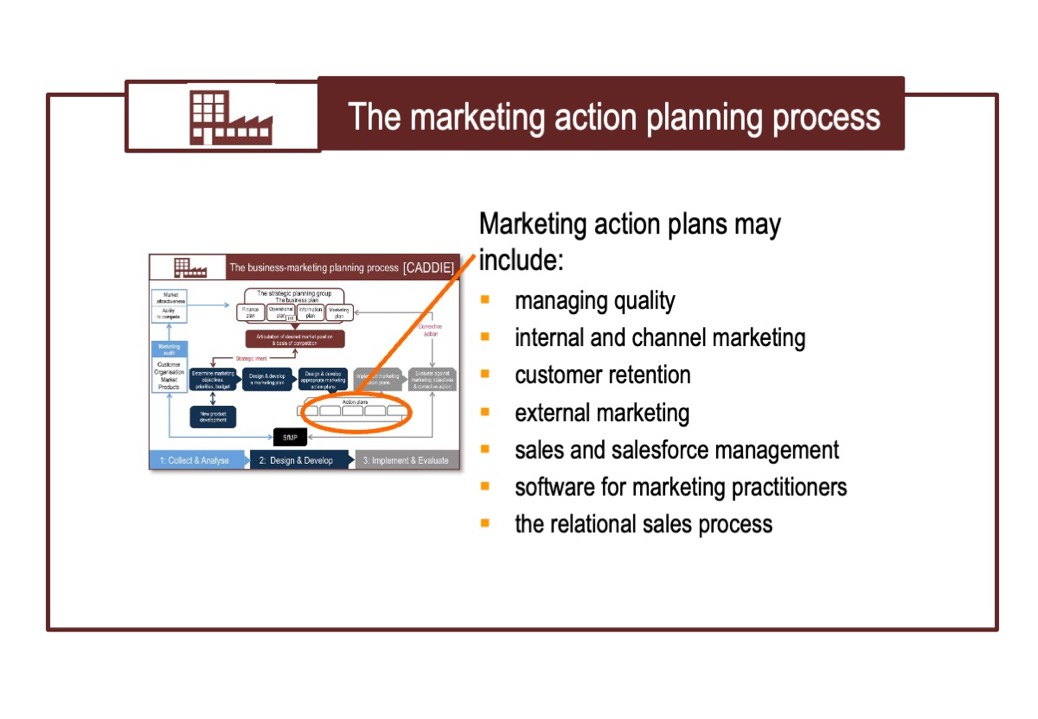 The marketing action planning process
Marketing action plans may
include:
managing quality
internal and channel marketing
customer retention
external marketing
sales and salesforce management
software for marketing practitioners
the relational sales process
The business-marketing planning process [CADDIE]
Market
attractiveness
Ability
to compete
The strategic planning group
The business plan
Finance
plan
Operational
plan
Information
plan
Marketing
plan
Corrective
action
Articulation of desired market position
& basis of competition
Marketing
audit
Strategic intent
Customer
Organisation
Market
Products
Determine marketing
objectives,
priorities, budget
Design & develop
a marketing plan
Design & develop
appropriate marketing
action plans
Evaluate against
marketing objectives
& corrective action
Action plans
New product
development
1: Collect & Analyse
2: Design & Develop
3: Implement & Evaluate